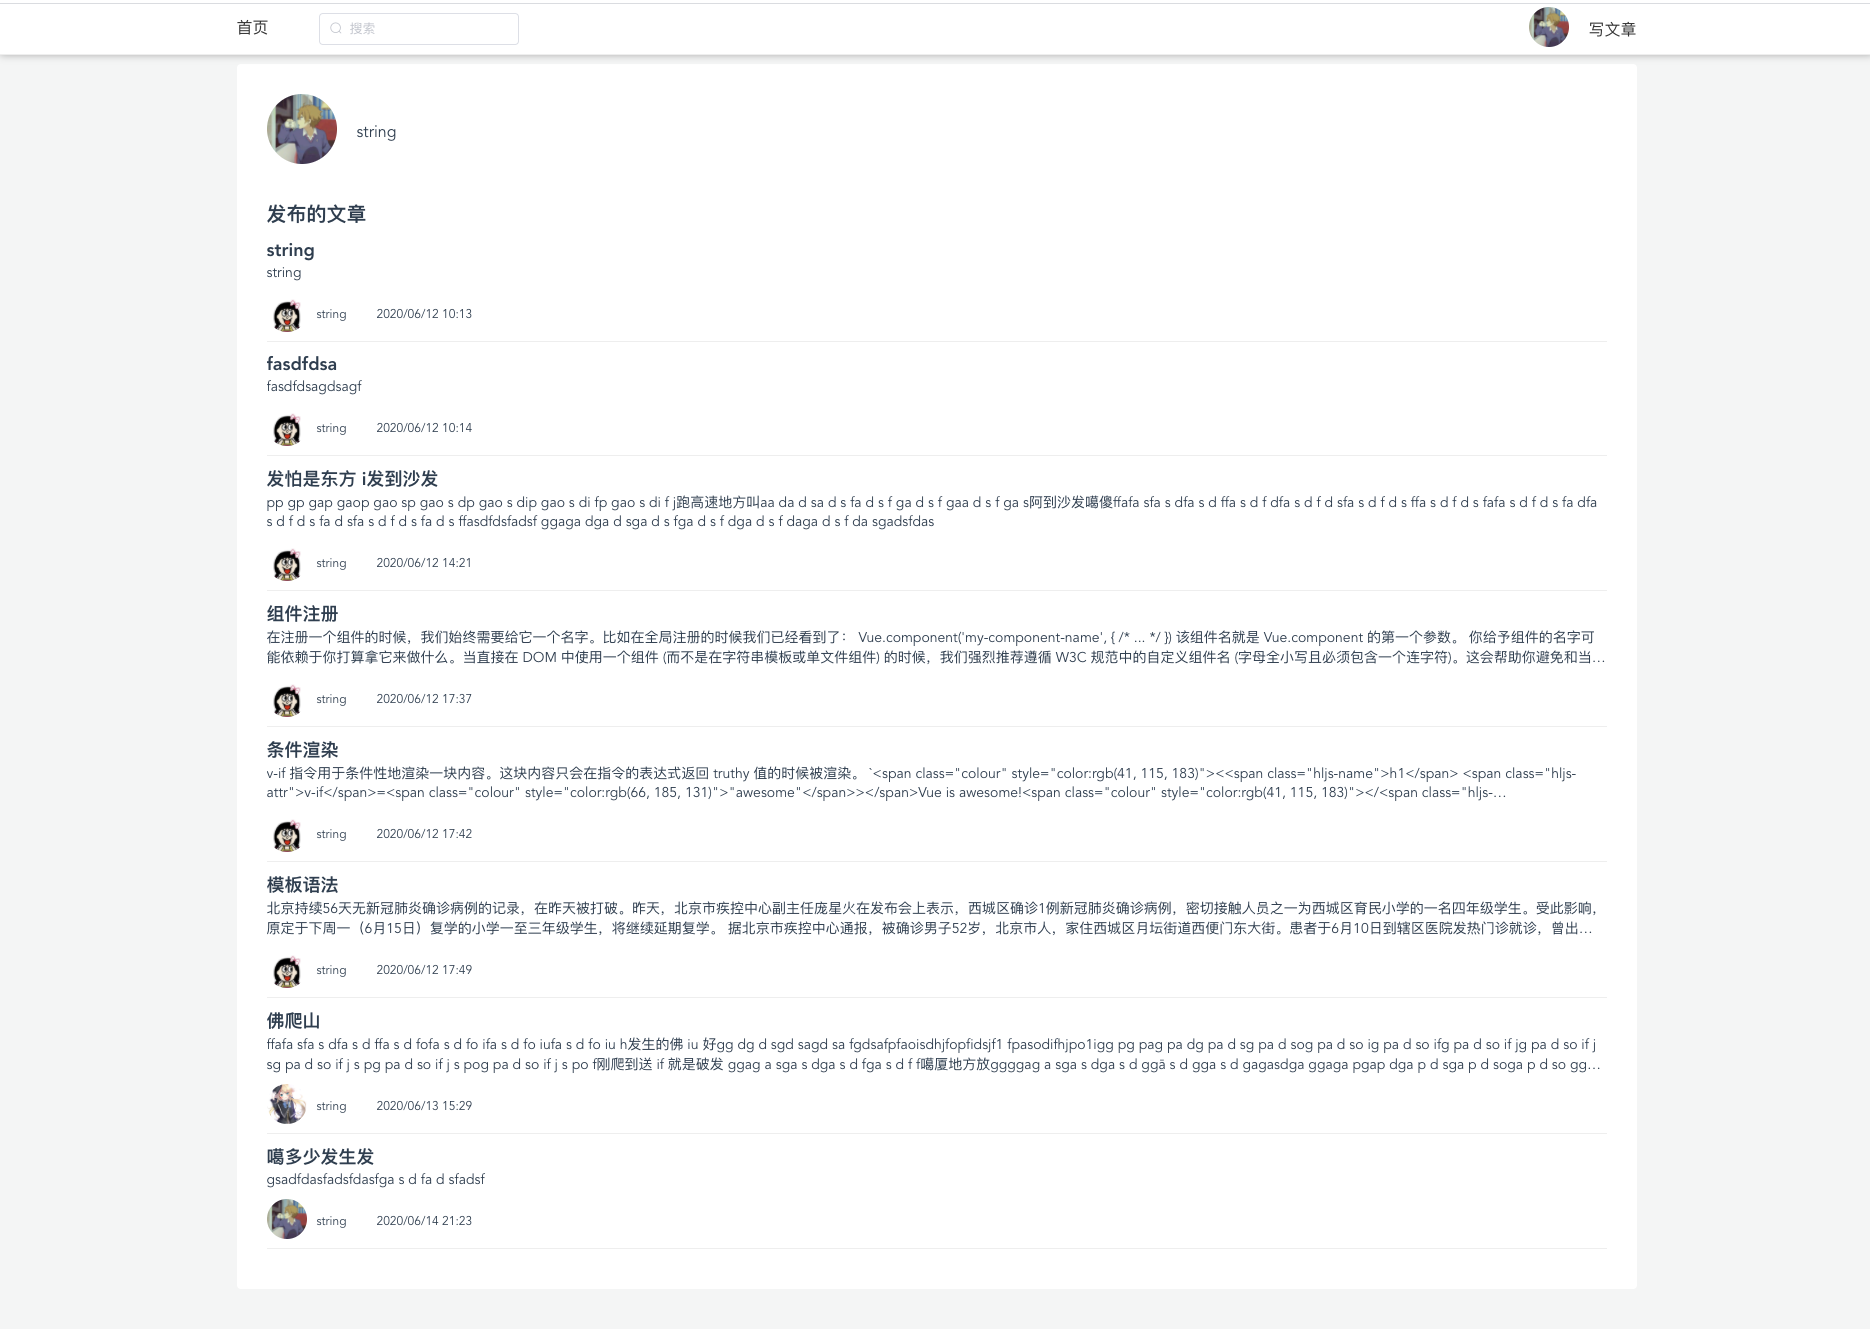 首页
搜索
写文章
string
发布的文章
string
string
string 2020/06/12 10:13
fasdfdsa
fasdfdsagdsagf
string 2020/06/12 10:14
发怕是东方 i发到沙发
pp gp gap gaop gao sp gao s dp gao s dip gao s di fp gao s di f j跑高速地方叫aa da d sa d s fa d s f ga d s f gaa d s f ga s阿到沙发噶傻ffafa sfa s dfa s d ffa s d f dfa s d f d sfa s d f d s ffa s d f d s fafa s d f d s fa dfa
s d f d s fa d sfa s d f d s fa d s ffasdfdsfadsf ggaga dga d sga d s fga d s f dga d s f daga d s f da sgadsfdas
string 2020/06/12 14:21
组件注册
在注册一个组件的时候，我们始终需要给它一个名字。比如在全局注册的时候我们已经看到了： Vue.component('my-component-name', { /* ... */ }) 该组件名就是 Vue.component 的第一个参数。 你给予组件的名字可
能依赖于你打算拿它来做什么。当直接在 DOM 中使用一个组件 (而不是在字符串模板或单文件组件) 的时候，我们强烈推荐遵循 W3C 规范中的自定义组件名 (字母全小写且必须包含一个连字符)。这会帮助你避免和当…
string 2020/06/12 17:37
条件渲染
v-if 指令用于条件性地渲染一块内容。这块内容只会在指令的表达式返回 truthy 值的时候被渲染。 `<span class="colour" style="color:rgb(41, 115, 183)"><<span class="hljs-name">h1</span> <span class="hljs-
attr">v-if</span>=<span class="colour" style="color:rgb(66, 185, 131)">"awesome"</span>></span>Vue is awesome!<span class="colour" style="color:rgb(41, 115, 183)"></<span class="hljs-…
string 2020/06/12 17:42
模板语法
北京持续56天无新冠肺炎确诊病例的记录，在昨天被打破。昨天，北京市疾控中心副主任庞星火在发布会上表示，西城区确诊1例新冠肺炎确诊病例，密切接触人员之一为西城区育民小学的一名四年级学生。受此影响，
原定于下周一（6月15日）复学的小学一至三年级学生，将继续延期复学。 据北京市疾控中心通报，被确诊男子52岁，北京市人，家住西城区月坛街道西便门东大街。患者于6月10日到辖区医院发热门诊就诊，曾出…
string 2020/06/12 17:49
佛爬山
ffafa sfa s dfa s d ffa s d fofa s d fo ifa s d fo iufa s d fo iu h发生的佛 iu 好gg dg d sgd sagd sa fgdsafpfaoisdhjfopfidsjf1 fpasodifhjpo1igg pg pag pa dg pa d sg pa d sog pa d so ig pa d so ifg pa d so if jg pa d so if j
sg pa d so if j s pg pa d so if j s pog pa d so if j s po f刚爬到送 if 就是破发 ggag a sga s dga s d fga s d f f噶厦地方放ggggag a sga s dga s d ggā s d gga s d gagasdga ggaga pgap dga p d sga p d soga p d so gg…
string 2020/06/13 15:29
噶多少发生发
gsadfdasfadsfdasfga s d fa d sfadsf
string 2020/06/14 21:23